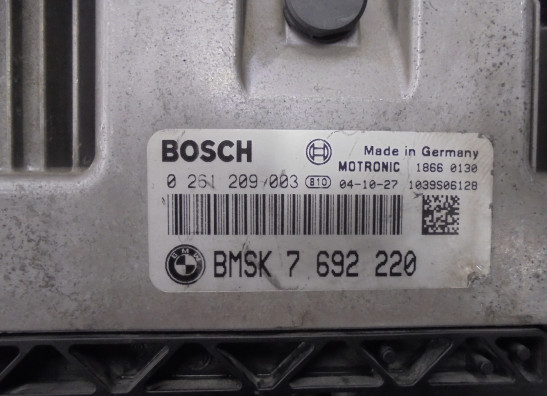 BOSCH Made in Germany
MOTRONIC 1866 0130
0 261 209 003 B10 04-10-27 1039S06128
BMW BMSK 7 692 220